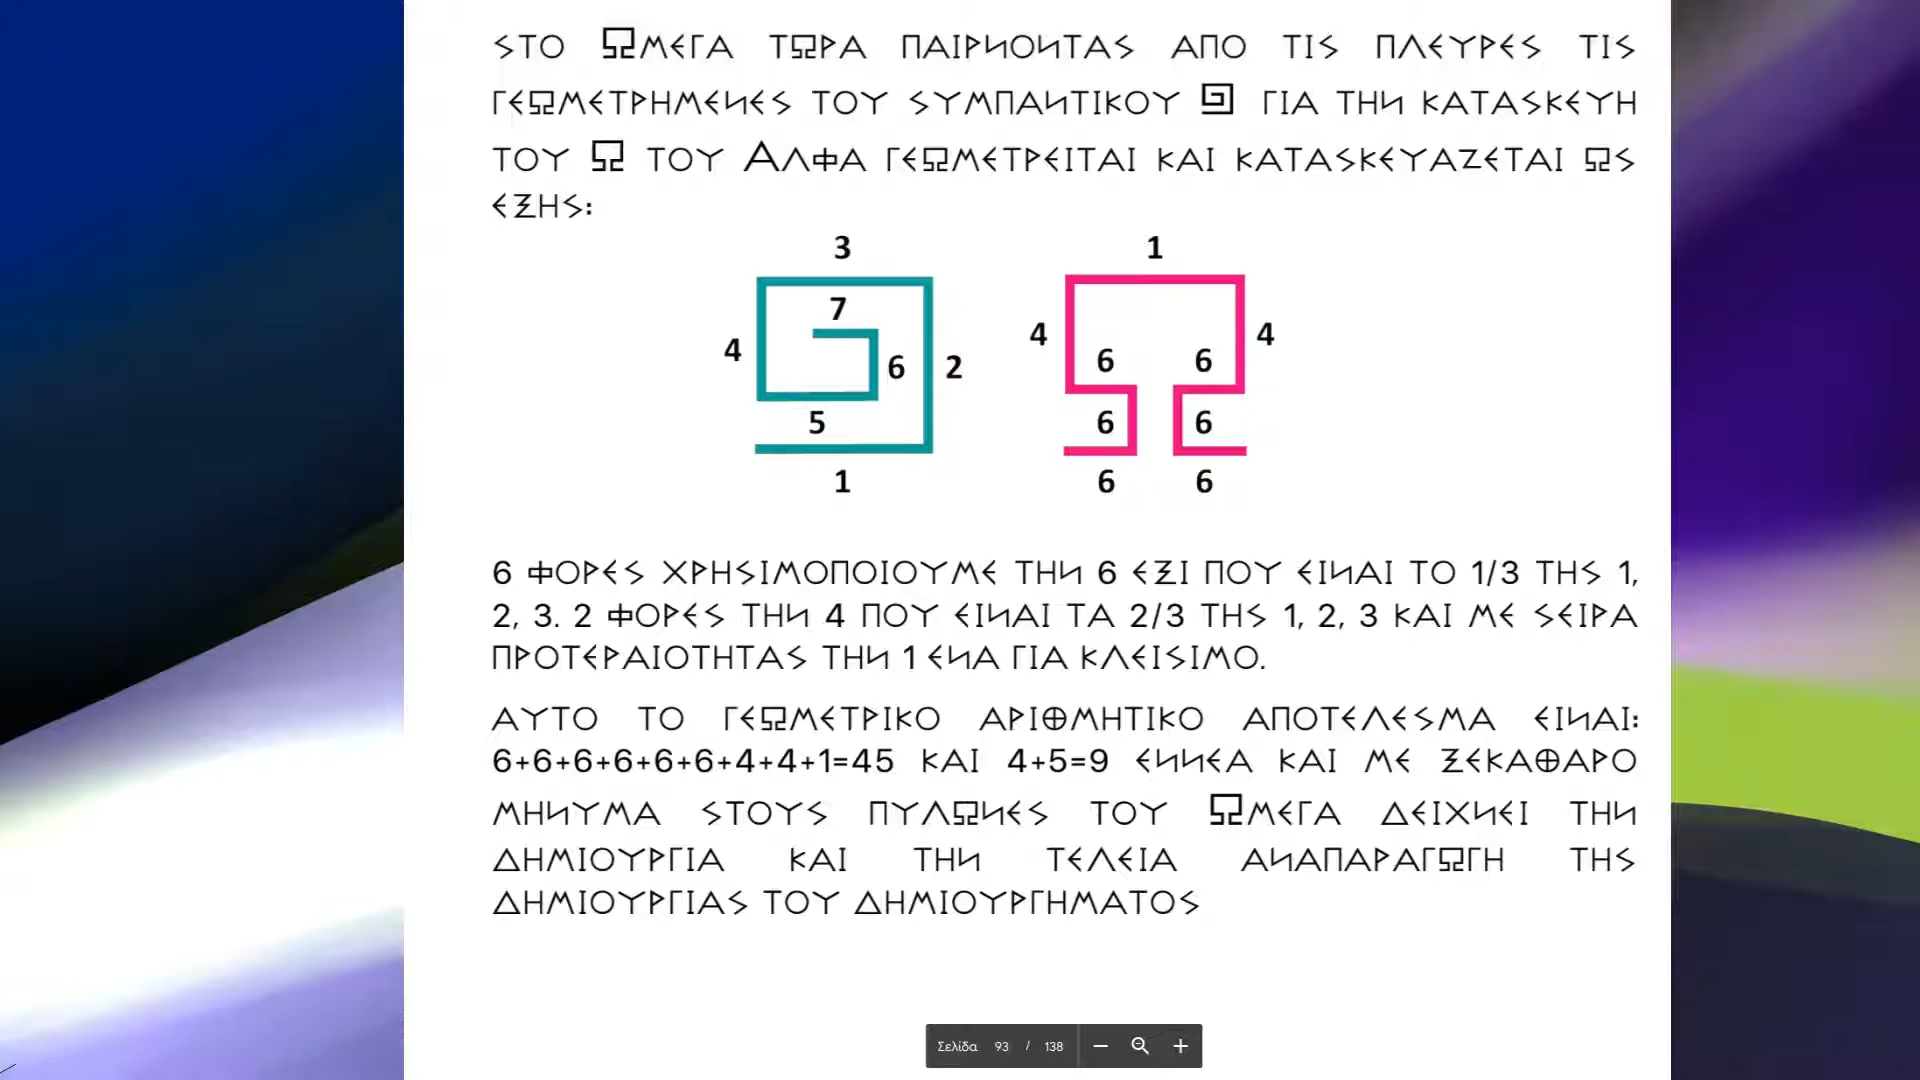 ΣΤΟ ΩΜΕΓΑ ΤΩΡΑ ΠΑΙΡΝΟΝΤΑΣ ΑΠΟ ΤΙΣ ΠΛΕΥΡΕΣ ΤΙΣ
ΓΕΩΜΕΤΡΗΜΕΝΕΣ ΤΟΥ ΣΥΜΠΑΝΤΙΚΟΥ ΓΙΑ ΤΗΝ ΚΑΤΑΣΚΕΥΗ
ΤΟΥ Ω ΤΟΥ ΑΛΦΑ ΓΕΩΜΕΤΡΕΙΤΑΙ ΚΑΙ ΚΑΤΑΣΚΕΥΑΖΕΤΑΙ ΩΣ
ΕΞΗΣ:
3 1
7
4 6 2 4 6 6 4
5 6 6
1 6 6
6 ΦΟΡΕΣ ΧΡΗΣΙΜΟΠΟΙΟΥΜΕ ΤΗΝ 6 ΕΞΙ ΠΟΥ ΕΙΝΑΙ ΤΟ 1/3 ΤΗΣ 1,
2, 3. 2 ΦΟΡΕΣ ΤΗΝ 4 ΠΟΥ ΕΙΝΑΙ ΤΑ 2/3 ΤΗΣ 1, 2, 3 ΚΑΙ ΜΕ ΣΕΙΡΑ
ΠΡΟΤΕΡΑΙΟΤΗΤΑΣ ΤΗΝ 1 ΕΝΑ ΓΙΑ ΚΛΕΙΣΙΜΟ.
ΑΥΤΟ ΤΟ ΓΕΩΜΕΤΡΙΚΟ ΑΡΙΘΜΗΤΙΚΟ ΑΠΟΤΕΛΕΣΜΑ ΕΙΝΑΙ:
6+6+6+6+6+6+4+4+1=45 ΚΑΙ 4+5=9 ΕΝΝΕΑ ΚΑΙ ΜΕ ΞΕΚΑΘΑΡΟ
ΜΗΝΥΜΑ ΣΤΟΥΣ ΠΥΛΩΝΕΣ ΤΟΥ ΩΜΕΓΑ ΔΕΙΧΝΕΙ ΤΗΝ
ΔΗΜΙΟΥΡΓΙΑ ΚΑΙ ΤΗΝ ΤΕΛΕΙΑ ΑΝΑΠΑΡΑΓΩΓΗ ΤΗΣ
ΔΗΜΙΟΥΡΓΙΑΣ ΤΟΥ ΔΗΜΙΟΥΡΓΗΜΑΤΟΣ
Σελίδα 93 / 138